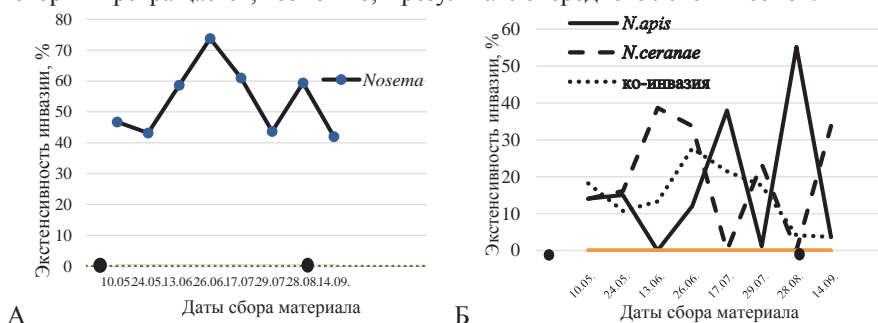 80
70
60
50
40
30
20
10
0
Экстенсивность инвазии, %
Nosema
10.05. 24.05. 13.06. 26.06. 17.07. 29.07. 28.08. 14.09.
Даты сбора материала
А
60
50
40
30
20
10
0
Экстенсивность инвазии, %
N.apis
N.ceranae
ко-инвазия
10.05. 24.05. 13.06. 26.06. 17.07. 29.07. 28.08. 14.09.
Даты сбора материала
Б